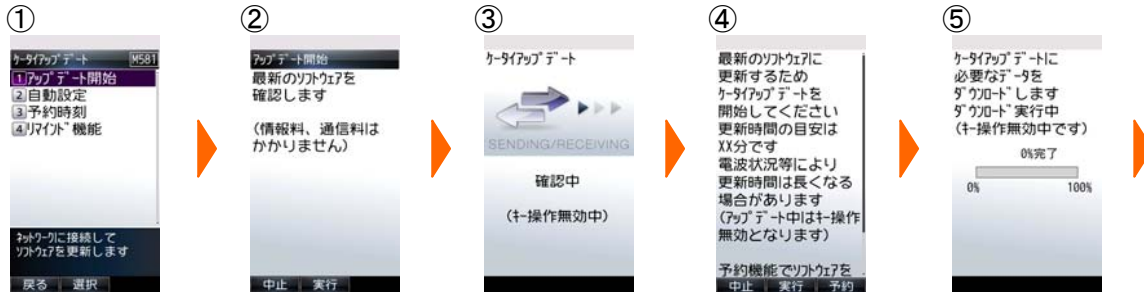 ①
ｹｰﾀｲｱｯﾌﾟﾃﾞｰﾄ M581
1ｱｯﾌﾟﾃﾞｰﾄ開始
2自動設定
3予約時刻
4ﾘﾏｲﾝﾄﾞ機能
ﾈｯﾄﾜｰｸに接続して
ｿﾌﾄｳｪｱを更新します
戻る 選択
②
ｱｯﾌﾟﾃﾞｰﾄ開始
最新のｿﾌﾄｳｪｱを
確認します
(情報料、通信料は
かかりません)
中止 実行
③
ｹｰﾀｲｱｯﾌﾟﾃﾞｰﾄ
SENDING/RECEIVING
確認中
(ｷｰ操作無効中)
④
最新のｿﾌﾄｳｪｱに
更新するため
ｹｰﾀｲｱｯﾌﾟﾃﾞｰﾄを
開始してください
更新時間の目安は
XX分です
電波状況等により
更新時間は長くなる
場合があります
(ｱｯﾌﾟﾃﾞｰﾄ中はｷｰ操作
無効となります)
予約機能でｿﾌﾄｳｪｱを
中止 実行 予約
⑤
ｹｰﾀｲｱｯﾌﾟﾃﾞｰﾄに
必要なﾃﾞｰﾀを
ﾀﾞｳﾝﾛｰﾄﾞします
ﾀﾞｳﾝﾛｰﾄﾞ実行中
(ｷｰ操作無効中です)
0%完了
0% 100%